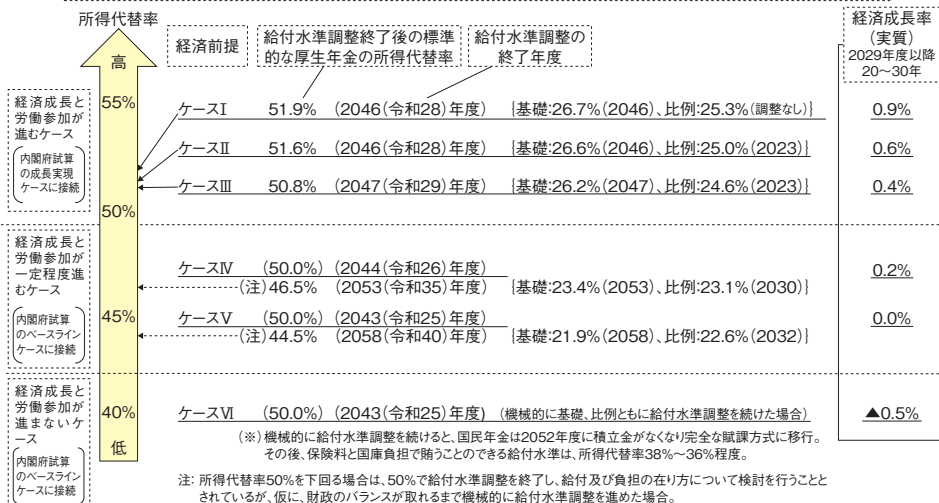 所得代替率
高
55%
50%
45%
40%
低
経済前提
給付水準調整終了後の標準
的な厚生年金の所得代替率
給付水準調整の
終了年度
経済成長率
(実質)
2029年度以降
20〜30年
経済成長と
労働参加が
進むケース
内閣府試算
の成長実現
ケースに接続
ケースⅠ 51.9% (2046(令和28)年度) {基礎:26.7%(2046)、比例:25.3%(調整なし)} 0.9%
ケースⅡ 51.6% (2046(令和28)年度) {基礎:26.6%(2046)、比例:25.0%(2023)} 0.6%
ケースⅢ 50.8% (2047(令和29)年度) {基礎:26.2%(2047)、比例:24.6%(2023)} 0.4%
経済成長と
労働参加が
一定程度進
むケース
内閣府試算
のベースライン
ケースに接続
ケースⅣ (50.0%) (2044(令和26)年度) 0.2%
(注)46.5% (2053(令和35)年度) {基礎:23.4%(2053)、比例:23.1%(2030)}
ケースⅤ (50.0%) (2043(令和25)年度) 0.0%
(注)44.5% (2058(令和40)年度) {基礎:21.9%(2058)、比例:22.6%(2032)}
経済成長と
労働参加が
進まないケー
ス
内閣府試算
のベースライン
ケースに接続
ケースⅥ (50.0%) (2043(令和25)年度) (機械的に基礎、比例ともに給付水準調整を続けた場合) ▲0.5%
(※)機械的に給付水準調整を続けると、国民年金は2052年度に積立金がなくなり完全な賦課方式に移行。
その後、保険料と国庫負担で賄うことのできる給付水準は、所得代替率38%〜36%程度。
注:所得代替率50%を下回る場合は、50%で給付水準調整を終了し、給付及び負担の在り方について検討を行うことと
されているが、仮に、財政のバランスが取れるまで機械的に給付水準調整を進めた場合。